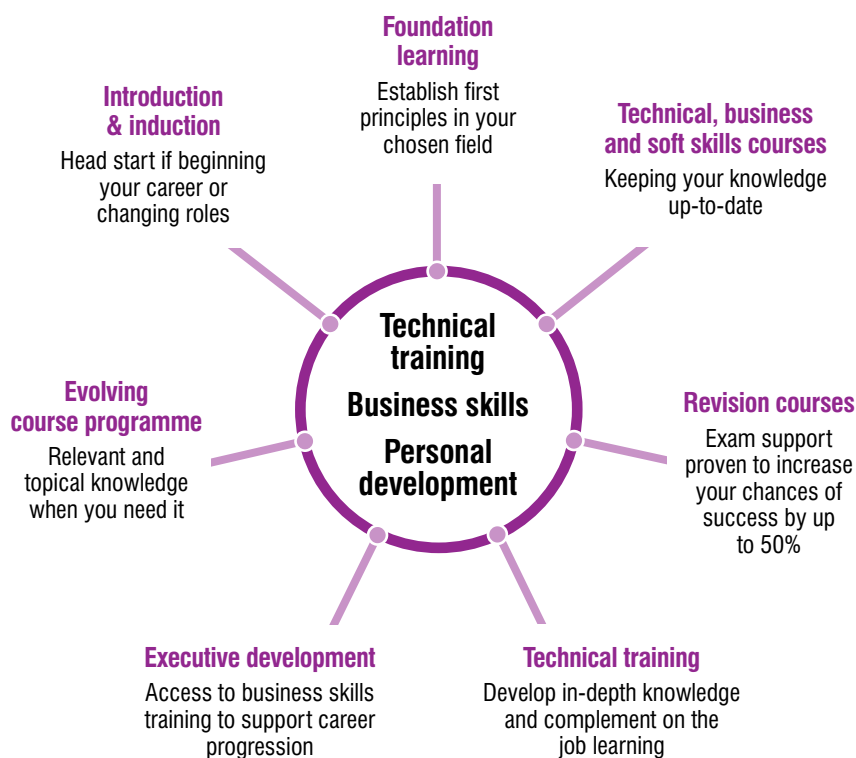 Foundation
learning
Establish first
principles in your
chosen field
Introduction
& induction
Head start if beginning
your career or
changing roles
Technical, business
and soft skills courses
Keeping your knowledge
up-to-date
Technical
training
Business skills
Personal
development
Evolving
course programme
Relevant and
topical knowledge
when you need it
Revision courses
Exam support
proven to increase
your chances of
success by up
to 50%
Executive development
Access to business skills
training to support career
progression
Technical training
Develop in-depth knowledge
and complement on the
job learning